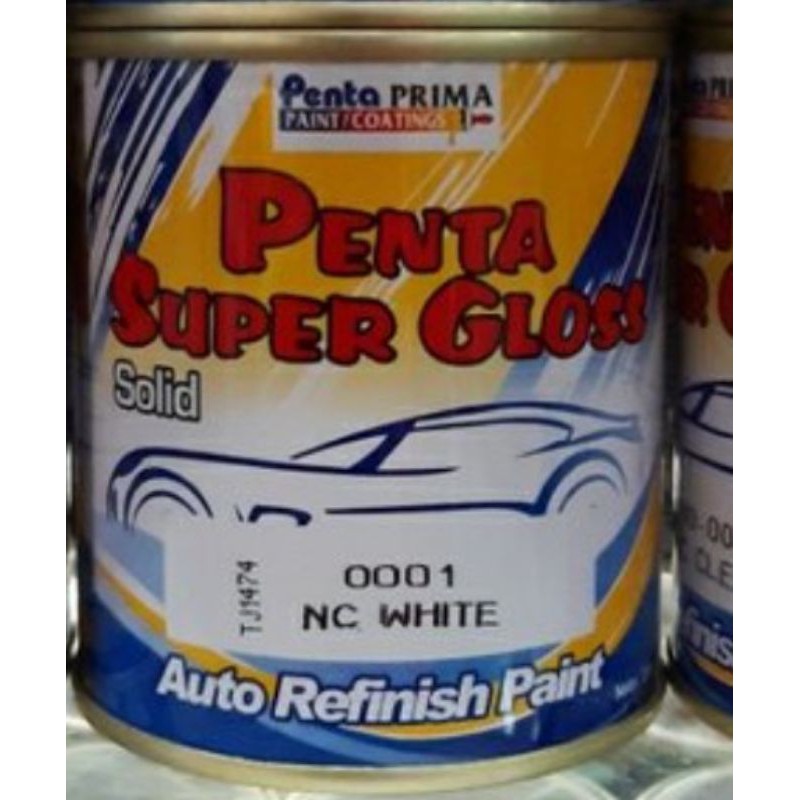 Penta PRIMA
PAINT/COATINGS
PENTA
SUPER GLOSS
Solid
TJ1474
0001
NC WHITE
Auto Refinish Paint